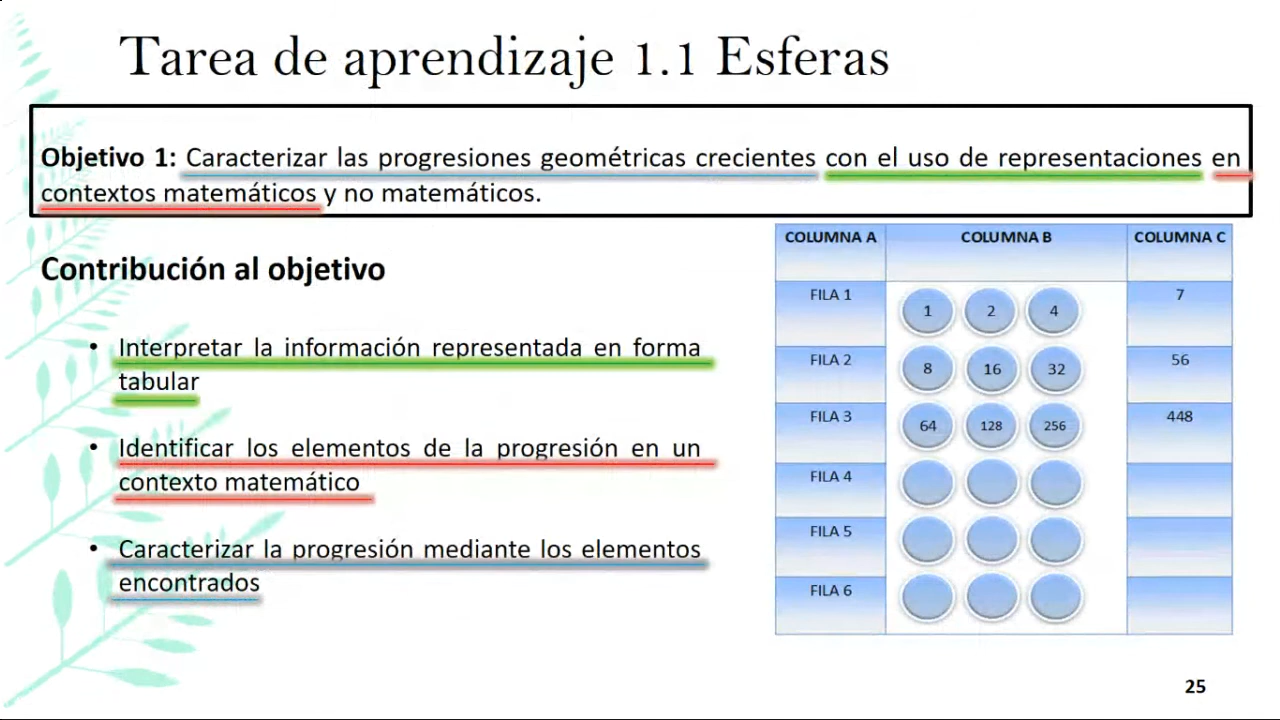 Tarea de aprendizaje 1.1 Esferas
Objetivo 1: Caracterizar las progresiones geométricas crecientes con el uso de representaciones en
contextos matemáticos y no matemáticos.
Contribución al objetivo
• Interpretar la información representada en forma
tabular
• Identificar los elementos de la progresión en un
contexto matemático
• Caracterizar la progresión mediante los elementos
encontrados
COLUMNA A COLUMNA B COLUMNA C
FILA 1 1 2 4 7
FILA 2 8 16 32 56
FILA 3 64 128 256 448
FILA 4
FILA 5
FILA 6
25